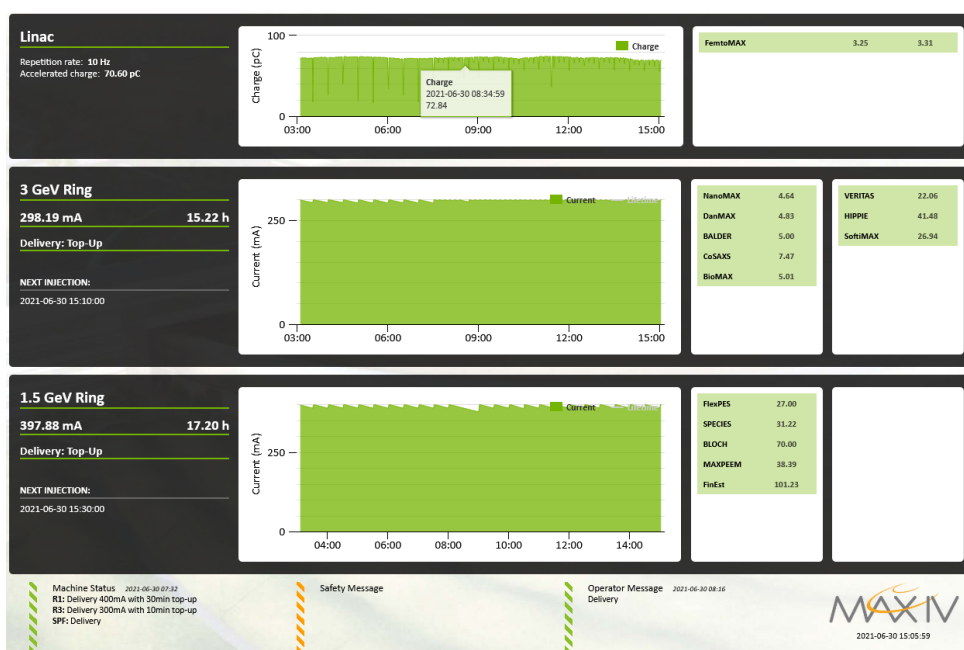 Linac
Repetition rate: 10 Hz
Accelerated charge: 70.60 pC
Charge (pC)
100
0
03:00 06:00 09:00 12:00 15:00
Charge
Charge
2021-06-30 08:34:59
72.84
FemtoMAX 3.25 3.31
3 GeV Ring
298.19 mA 15.22 h
Delivery: Top-Up
NEXT INJECTION:
2021-06-30 15:10:00
Current (mA)
250
0
03:00 06:00 09:00 12:00 15:00
Current Lifetime
NanoMAX 4.64
DanMAX 4.83
BALDER 5.00
CoSAXS 7.47
BioMAX 5.01
VERITAS 22.06
HIPPIE 41.48
SoftiMAX 26.94
1.5 GeV Ring
397.88 mA 17.20 h
Delivery: Top-Up
NEXT INJECTION:
2021-06-30 15:30:00
Current (mA)
250
0
04:00 06:00 08:00 10:00 12:00 14:00
Current Lifetime
FlexPES 27.00
SPECIES 31.22
BLOCH 70.00
MAXPEEM 38.39
FinEst 101.23
Machine Status 2021-06-30 07:32
R1: Delivery 400mA with 30min top-up
R3: Delivery 300mA with 10min top-up
SPF: Delivery
Safety Message
Operator Message 2021-06-30 08:16
Delivery
MAXIV
2021-06-30 15:05:59